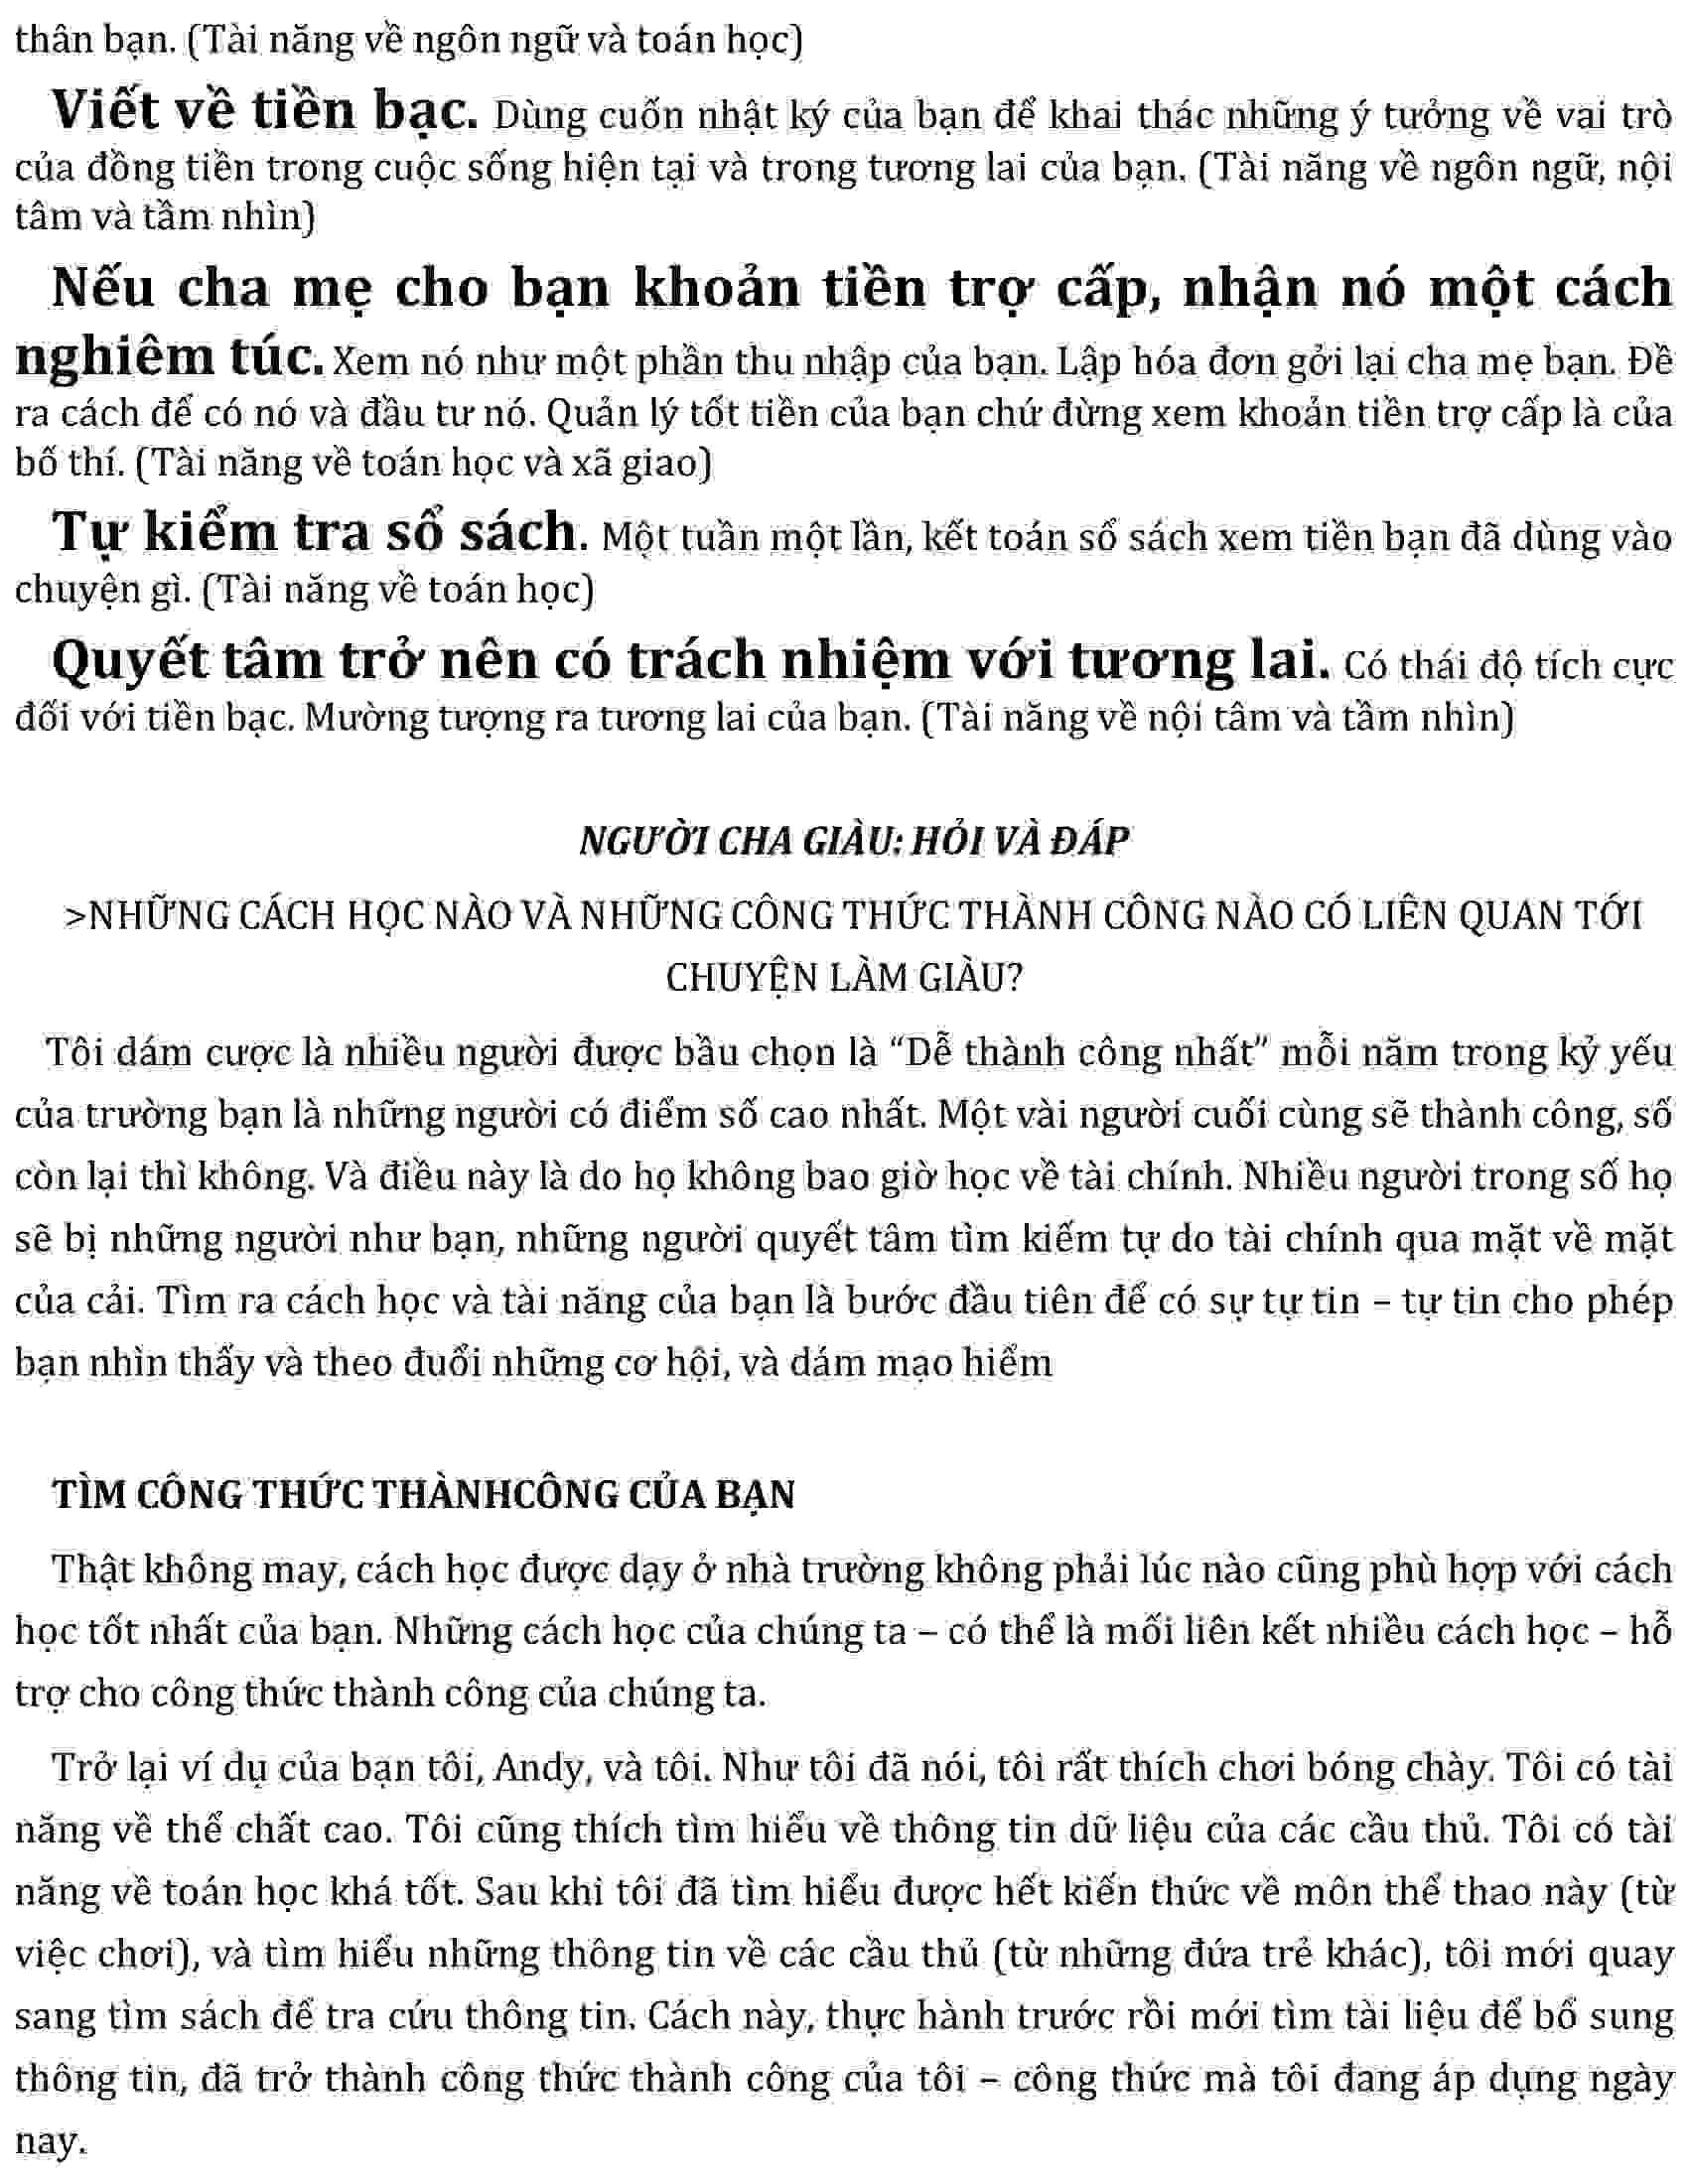 thân bạn. (Tài năng về ngôn ngữ và toán học)
Viết về tiền bạc. Dùng cuốn nhật ký của bạn để khai thác những ý tưởng về vai trò
của đồng tiền trong cuộc sống hiện tại và trong tương lai của bạn. (Tài năng về ngôn ngữ, nội
tâm và tầm nhìn)
Nếu cha mẹ cho bạn khoản tiền trợ cấp, nhận nó một cách
nghiêm túc. Xem nó như một phần thu nhập của bạn. Lập hóa đơn gởi lại cha mẹ bạn. Đề
ra cách để có nó và đầu tư nó. Quản lý tốt tiền của bạn chứ đừng xem khoản tiền trợ cấp là của
bố thí. (Tài năng về toán học và xã giao)
Tự kiểm tra sổ sách. Một tuần một lần, kết toán sổ sách xem tiền bạn đã dùng vào
chuyện gì. (Tài năng về toán học)
Quyết tâm trở nên có trách nhiệm với tương lai. Có thái độ tích cực
đối với tiền bạc. Mường tượng ra tương lai của bạn. (Tài năng về nội tâm và tầm nhìn)
NGƯỜI CHA GIÀU: HỎI VÀ ĐÁP
>NHỮNG CÁCH HỌC NÀO VÀ NHỮNG CÔNG THỨC THÀNH CÔNG NÀO CÓ LIÊN QUAN TỚI
CHUYỆN LÀM GIÀU?
Tôi dám cược là nhiều người được bầu chọn là “Dễ thành công nhất” mỗi năm trong kỷ yếu
của trường bạn là những người có điểm số cao nhất. Một vài người cuối cùng sẽ thành công, số
còn lại thì không. Và điều này là do họ không bao giờ học về tài chính. Nhiều người trong số họ
sẽ bị những người như bạn, những người quyết tâm tìm kiếm tự do tài chính qua mặt về mặt
của cải. Tìm ra cách học và tài năng của bạn là bước đầu tiên để có sự tự tin – tự tin cho phép
bạn nhìn thấy và theo đuổi những cơ hội, và dám mạo hiểm
TÌM CÔNG THỨC THÀNHCÔNG CỦA BẠN
Thật không may, cách học được dạy ở nhà trường không phải lúc nào cũng phù hợp với cách
học tốt nhất của bạn. Những cách học của chúng ta – có thể là mối liên kết nhiều cách học – hỗ
trợ cho công thức thành công của chúng ta.
Trở lại ví dụ của bạn tôi, Andy, và tôi. Như tôi đã nói, tôi rất thích chơi bóng chày. Tôi có tài
năng về thể chất cao. Tôi cũng thích tìm hiểu về thông tin dữ liệu của các cầu thủ. Tôi có tài
năng về toán học khá tốt. Sau khi tôi đã tìm hiểu được hết kiến thức về môn thể thao này (từ
việc chơi), và tìm hiểu những thông tin về các cầu thủ (từ những đứa trẻ khác), tôi mới quay
sang tìm sách để tra cứu thông tin. Cách này, thực hành trước rồi mới tìm tài liệu để bổ sung
thông tin, đã trở thành công thức thành công của tôi – công thức mà tôi đang áp dụng ngày
nay.